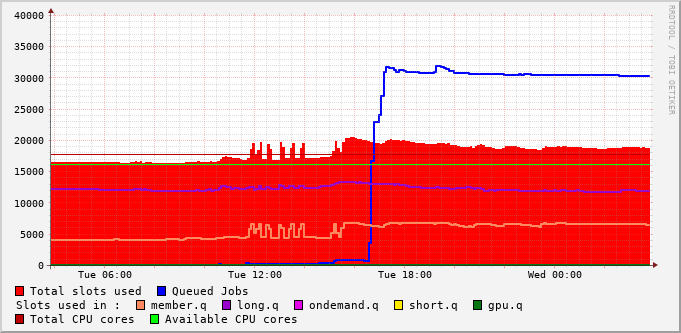 40000
35000
30000
25000
20000
15000
10000
5000
0
Tue 06:00 Tue 12:00 Tue 18:00 Wed 00:00
RRDTOOL / TOBI OETIKER
Total slots used Queued Jobs
Slots used in : member.q long.q ondemand.q short.q gpu.q
Total CPU cores Available CPU cores